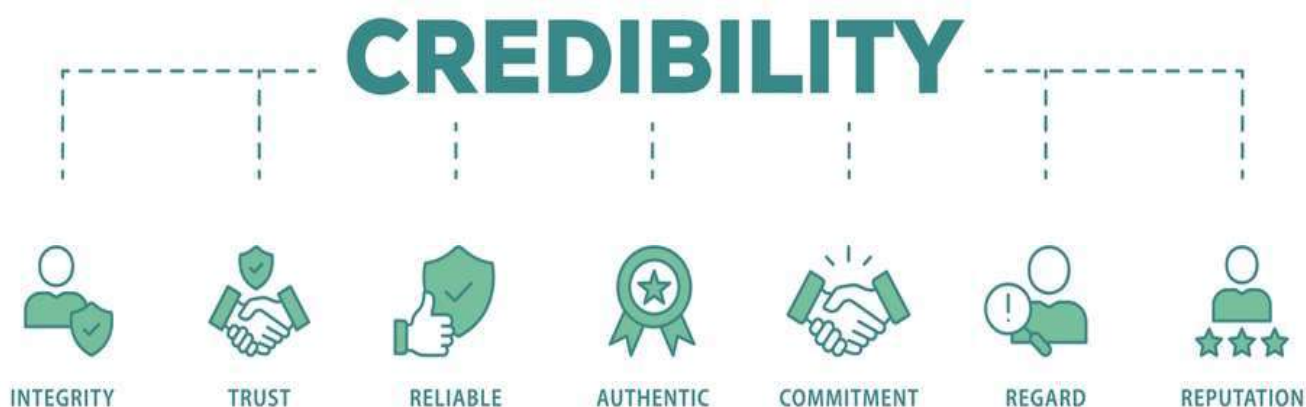 CREDIBILITY
INTEGRITY
TRUST
RELIABLE
AUTHENTIC
COMMITMENT
REGARD
REPUTATION